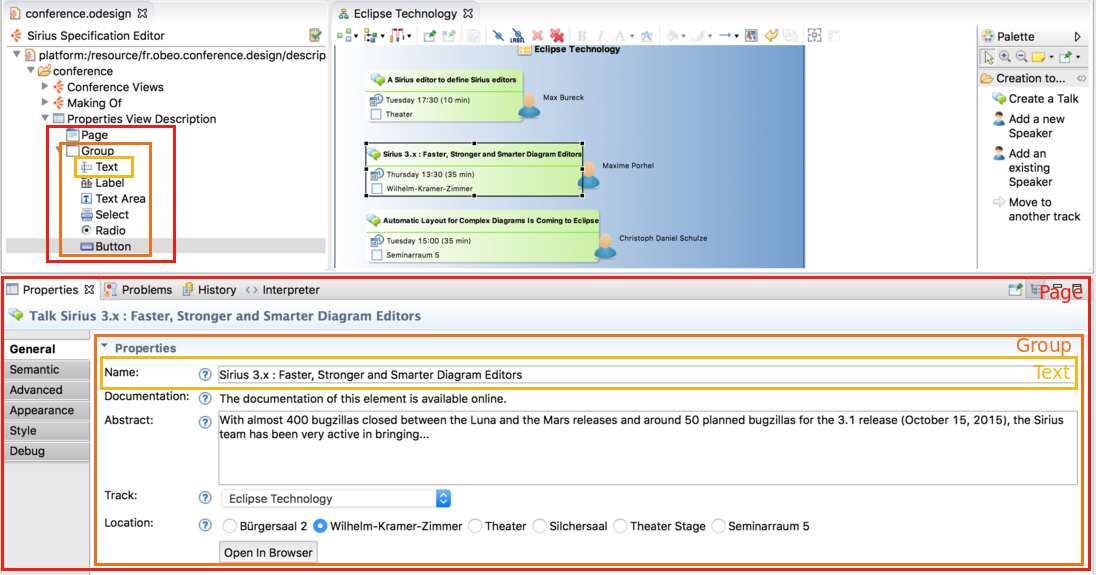 conference.odesign
Sirius Specification Editor
platform:/resource/fr.obeo.conference.design/descrip
conference
Conference Views
Making Of
Properties View Description
Page
Group
Text
Label
Text Area
Select
Radio
Button
Eclipse Technology
LABEL
B I A A
Eclipse Technology
A Sirius editor to define Sirius editors
Tuesday 17:30 (10 min)
Theater
Max Bureck
Sirius 3.x : Faster, Stronger and Smarter Diagram Editors
Thursday 13:30 (35 min)
Wilhelm-Kramer-Zimmer
Maxime Porhel
Automatic Layout for Complex Diagrams Is Coming to Eclipse
Tuesday 15:00 (35 min)
Seminarraum 5
Christoph Daniel Schulze
Palette
Creation to...
Create a Talk
Add a new
Speaker
Add an
existing
Speaker
Move to
another track
Properties
Problems
History
Interpreter
Page
Talk Sirius 3.x : Faster, Stronger and Smarter Diagram Editors
General
Semantic
Advanced
Appearance
Style
Debug
Properties
Group
Name:
Sirius 3.x : Faster, Stronger and Smarter Diagram Editors
Text
Documentation:
The documentation of this element is available online.
Abstract:
With almost 400 bugzillas closed between the Luna and the Mars releases and around 50 planned bugzillas for the 3.1 release (October 15, 2015), the Sirius
team has been very active in bringing...
Track:
Eclipse Technology
Location:
Bürgersaal 2 Wilhelm-Kramer-Zimmer Theater Silchersaal Theater Stage Seminarraum 5
Open In Browser